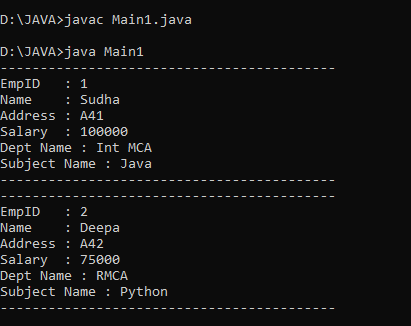 D:\JAVA>javac Main1.java
D:\JAVA>java Main1
------------------------------------------
EmpID   : 1
Name    : Sudha
Address : A41
Salary  : 100000
Dept Name : Int MCA
Subject Name : Java
------------------------------------------
------------------------------------------
EmpID   : 2
Name    : Deepa
Address : A42
Salary  : 75000
Dept Name : RMCA
Subject Name : Python
------------------------------------------